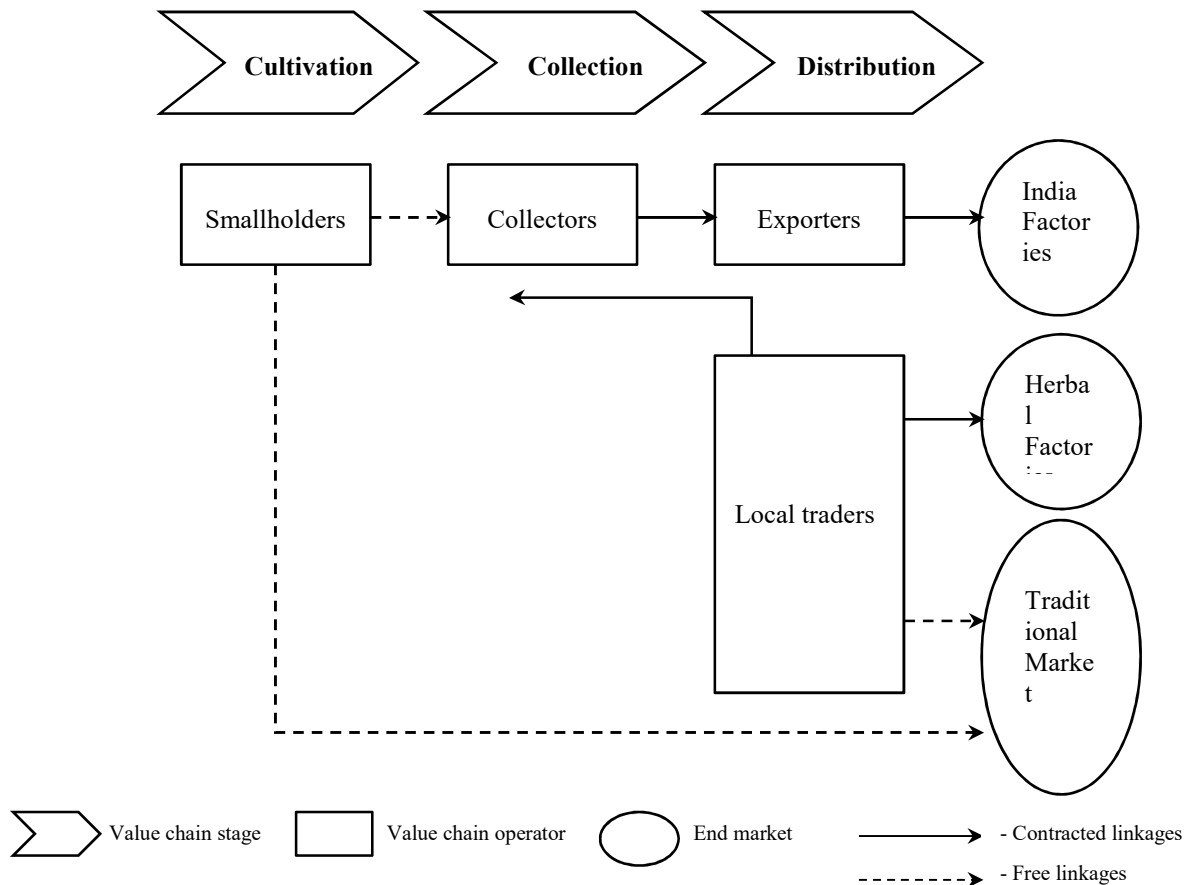 Cultivation
Collection
Distribution
Smallholders
Collectors
Exporters
India
Factor
ies
Herba
l
Factor
Local traders
Tradit
ional
Marke
t
Value chain stage
Value chain operator
End market
- Contracted linkages
- Free linkages